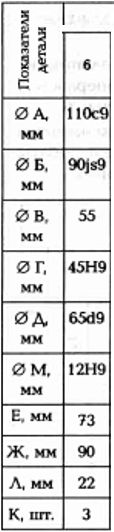 Показатели
детали
6
Ø А,
мм
110c9
Ø Б,
мм
90js9
Ø В,
мм
55
Ø Г,
мм
45H9
Ø Д,
мм
65d9
Ø М,
мм
12H9
Е, мм
73
Ж, мм
90
Л, мм
22
К, шт.
3